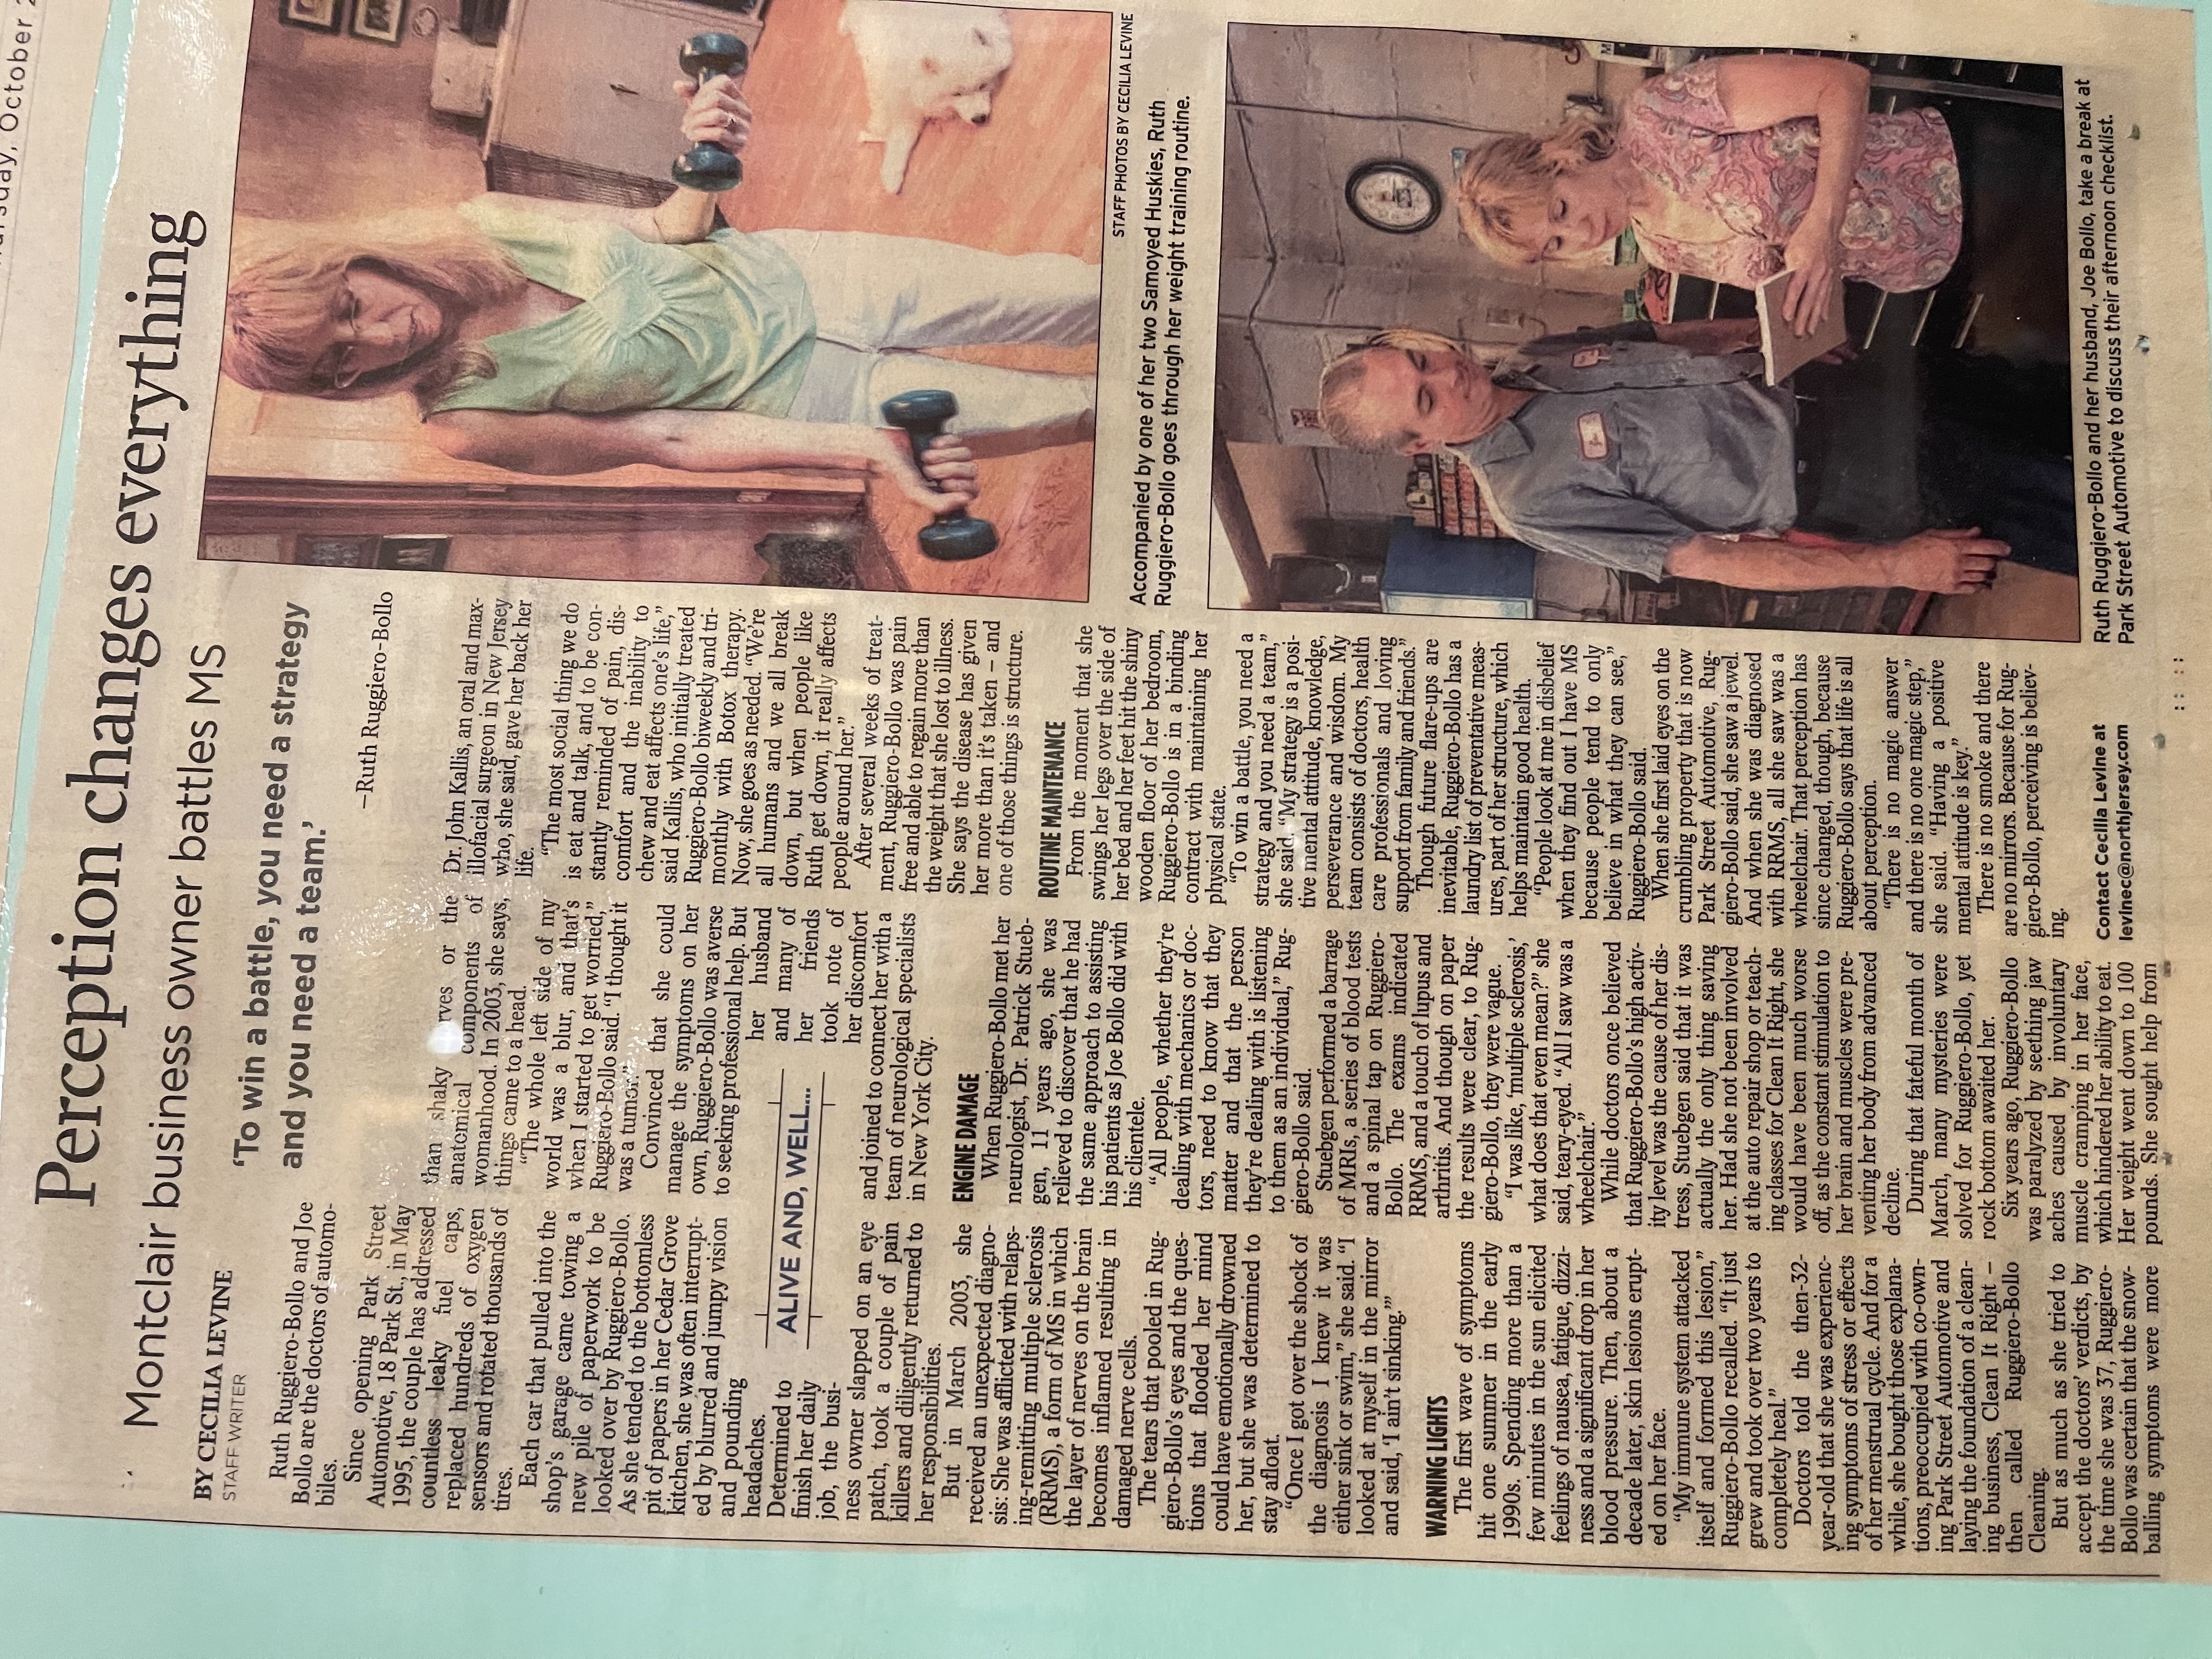 Thursday, October 2
Perception changes everything
Montclair business owner battles MS
BY CECILIA LEVINE
STAFF WRITER
‘To win a battle, you need a strategy
and you need a team.’
–Ruth Ruggiero-Bollo
Ruth Ruggiero-Bollo and Joe
Bollo are the doctors of automo-
biles.
Since opening Park Street
Automotive, 18 Park St., in May
1995, the couple has addressed
countless leaky fuel caps,
replaced hundreds of oxygen
sensors and rotated thousands of
tires.
Each car that pulled into the
shop's garage came towing a
new pile of paperwork to be
looked over by Ruggiero-Bollo.
As she tended to the bottomless
pit of papers in her Cedar Grove
kitchen, she was often interrupt-
ed by blurred and jumpy vision
and pounding
headaches.
Determined to
finish her daily
job, the busi-
ness owner slapped on an eye
patch, took a couple of pain
killers and diligently returned to
her responsibilities.
But in March 2003, she
received an unexpected diagno-
sis: She was afflicted with relaps-
ing-remitting multiple sclerosis
(RRMS), a form of MS in which
the layer of nerves on the brain
becomes inflamed resulting in
damaged nerve cells.
The tears that pooled in Rug-
giero-Bollo's eyes and the ques-
tions that flooded her mind
could have emotionally drowned
her, but she was determined to
stay afloat.
“Once I got over the shock of
the diagnosis I knew it was
either sink or swim,” she said. “I
looked at myself in the mirror
and said, ‘I ain't sinking.’”
WARNING LIGHTS
The first wave of symptoms
hit one summer in the early
1990s. Spending more than a
few minutes in the sun elicited
feelings of nausea, fatigue, dizzi-
ness and a significant drop in her
blood pressure. Then, about a
decade later, skin lesions erupt-
ed on her face.
“My immune system attacked
itself and formed this lesion,”
Ruggiero-Bollo recalled. “It just
grew and took over two years to
completely heal.”
Doctors told the then-32-
year-old that she was experienc-
ing symptoms of stress or effects
of her menstrual cycle. And for a
while, she bought those explana-
tions, preoccupied with co-own-
ing Park Street Automotive and
laying the foundation of a clean-
ing business, Clean It Right –
then called Ruggiero-Bollo
Cleaning.
But as much as she tried to
accept the doctors' verdicts, by
the time she was 37, Ruggiero-
Bollo was certain that the snow-
balling symptoms were more
than shaky rves or the
anatomical components of
womanhood. In 2003, she says,
things came to a head.
“The whole left side of my
world was a blur, and that's
when I started to get worried,”
Ruggiero-Bollo said. “I thought it
was a tumor.”
Convinced that she could
manage the symptoms on her
own, Ruggiero-Bollo was averse
to seeking professional help. But
her husband
and many of
her friends
took note of
her discomfort
ALIVE AND, WELL...
and joined to connect her with a
team of neurological specialists
in New York City.
ENGINE DAMAGE
When Ruggiero-Bollo met her
neurologist, Dr. Patrick Stueb-
gen, 11 years ago, she was
relieved to discover that he had
the same approach to assisting
his patients as Joe Bollo did with
his clientele.
“All people, whether they're
dealing with mechanics or doc-
tors, need to know that they
matter and that the person
they're dealing with is listening
to them as an individual,” Rug-
giero-Bollo said.
Stuebgen performed a barrage
of MRIs, a series of blood tests
and a spinal tap on Ruggiero-
Bollo. The exams indicated
RRMS, and a touch of lupus and
arthritis. And though on paper
the results were clear, to Rug-
giero-Bollo, they were vague.
“I was like, ‘multiple sclerosis,’
what does that even mean?” she
said, teary-eyed. “All I saw was a
wheelchair.”
While doctors once believed
that Ruggiero-Bollo's high activ-
ity level was the cause of her dis-
tress, Stuebgen said that it was
actually the only thing saving
her. Had she not been involved
at the auto repair shop or teach-
ing classes for Clean It Right, she
would have been much worse
off, as the constant stimulation to
her brain and muscles were pre-
venting her body from advanced
decline.
During that fateful month of
March, many mysteries were
solved for Ruggiero-Bollo, yet
rock bottom awaited her.
Six years ago, Ruggiero-Bollo
was paralyzed by seething jaw
aches caused by involuntary
muscle cramping in her face,
which hindered her ability to eat.
Her weight went down to 100
pounds. She sought help from
Dr. John Kallis, an oral and max-
illofacial surgeon in New Jersey
who, she said, gave her back her
life.
“The most social thing we do
is eat and talk, and to be con-
stantly reminded of pain, dis-
comfort and the inability to
chew and eat affects one's life,”
said Kallis, who initially treated
Ruggiero-Bollo biweekly and tri-
monthly with Botox therapy.
Now, she goes as needed. “We're
all humans and we all break
down, but when people like
Ruth get down, it really affects
people around her.”
After several weeks of treat-
ment, Ruggiero-Bollo was pain
free and able to regain more than
the weight that she lost to illness.
She says the disease has given
her more than it's taken – and
one of those things is structure.
ROUTINE MAINTENANCE
From the moment that she
swings her legs over the side of
her bed and her feet hit the shiny
wooden floor of her bedroom,
Ruggiero-Bollo is in a binding
contract with maintaining her
physical state.
“To win a battle, you need a
strategy and you need a team,”
she said. “My strategy is a posi-
tive mental attitude, knowledge,
perseverance and wisdom. My
team consists of doctors, health
care professionals and loving
support from family and friends.”
Though future flare-ups are
inevitable, Ruggiero-Bollo has a
laundry list of preventative meas-
ures, part of her structure, which
helps maintain good health.
“People look at me in disbelief
when they find out I have MS
because people tend to only
believe in what they can see,”
Ruggiero-Bollo said.
When she first laid eyes on the
crumbling property that is now
Park Street Automotive, Rug-
giero-Bollo said, she saw a jewel.
And when she was diagnosed
with RRMS, all she saw was a
wheelchair. That perception has
since changed, though, because
Ruggiero-Bollo says that life is all
about perception.
“There is no magic answer
and there is no one magic step,”
she said. “Having a positive
mental attitude is key.”
There is no smoke and there
are no mirrors. Because for Rug-
giero-Bollo, perceiving is believ-
ing.
Contact Cecilia Levine at
levinec@northjersey.com
STAFF PHOTOS BY CECILIA LEVINE
Accompanied by one of her two Samoyed Huskies, Ruth
Ruggiero-Bollo goes through her weight training routine.
Ruth Ruggiero-Bollo and her husband, Joe Bollo, take a break at
Park Street Automotive to discuss their afternoon checklist.